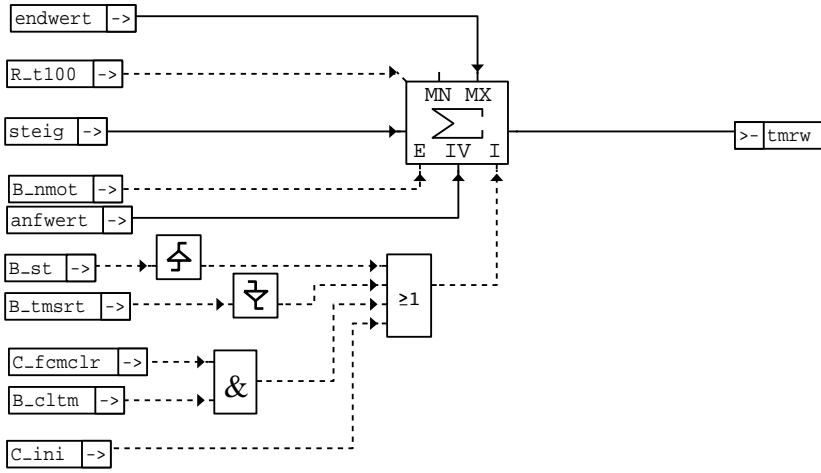 endwert ->
R_t100 ->
MN MX
steig ->
>- tmrw
E IV I
B_nmot ->
anfwert ->
B_st ->
B_tmsrt ->
≥1
C_fcmclr ->
&
B_cltm ->
C_ini ->